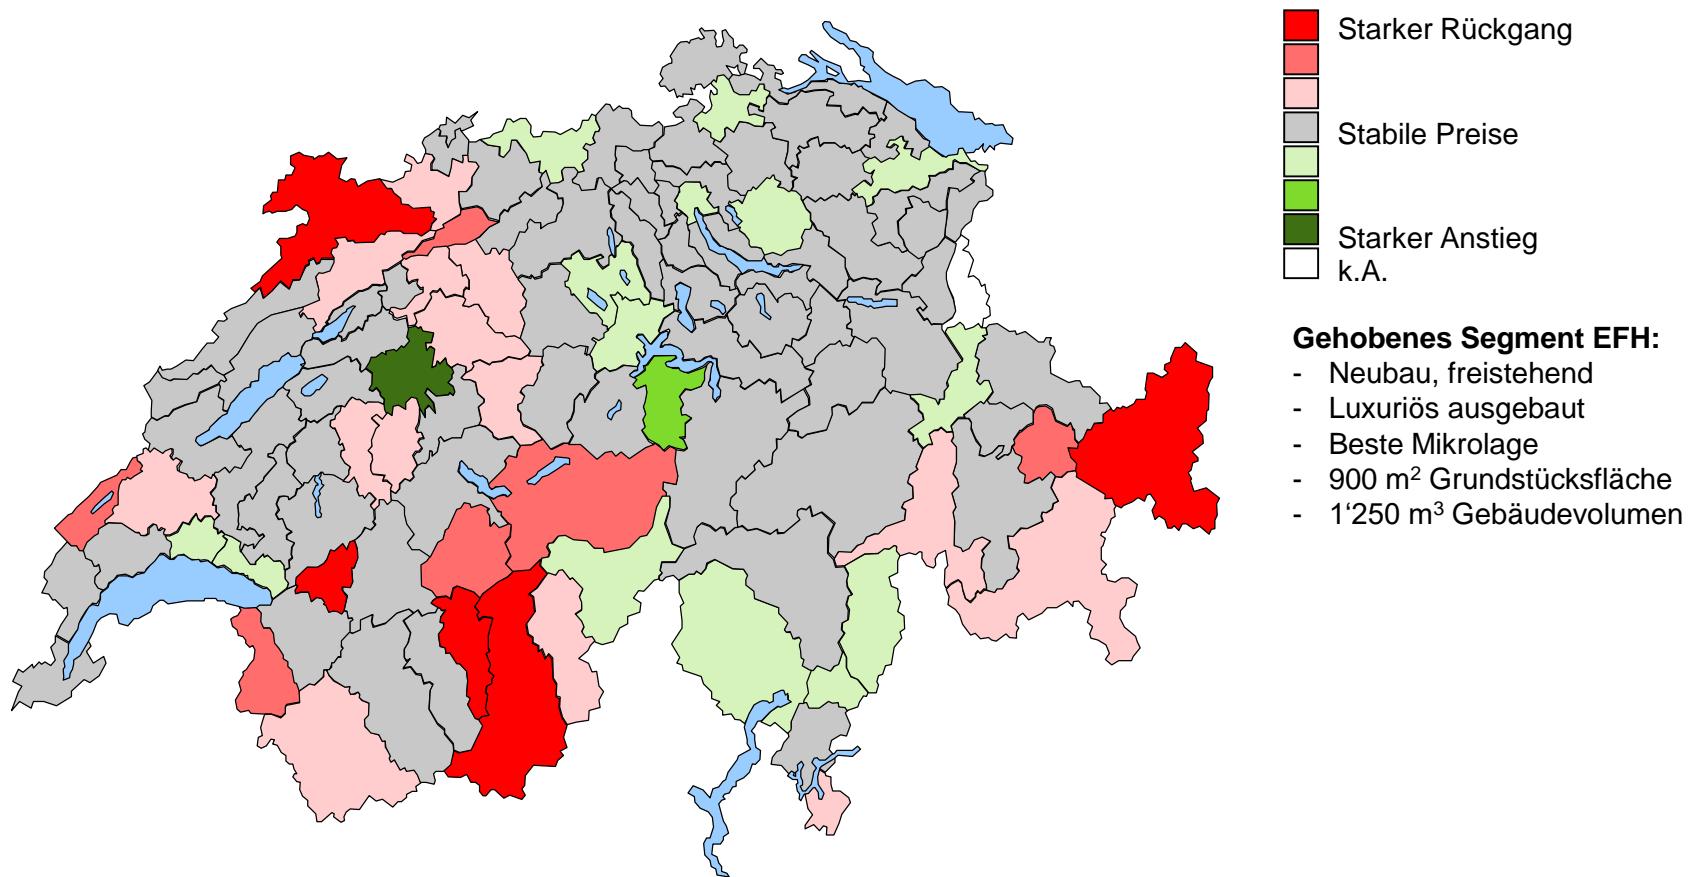 Starker Rückgang
Stabile Preise
Starker Anstieg
k.A.
Gehobenes Segment EFH:
- Neubau, freistehend
- Luxuriös ausgebaut
- Beste Mikrolage
- 900 m² Grundstücksfläche
- 1‘250 m³ Gebäudevolumen